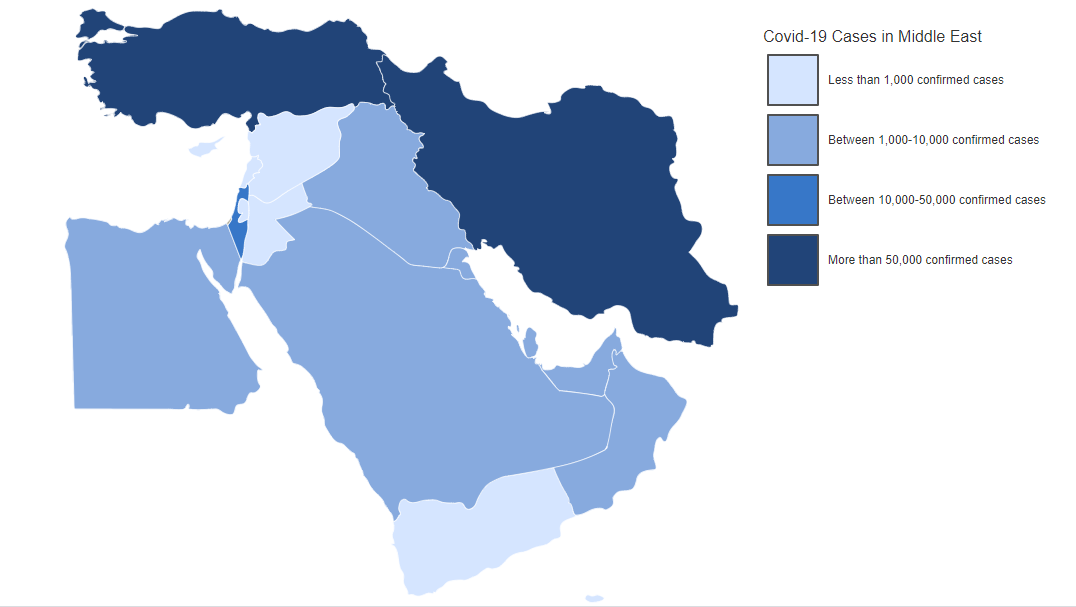 Covid-19 Cases in Middle East
Less than 1,000 confirmed cases
Between 1,000-10,000 confirmed cases
Between 10,000-50,000 confirmed cases
More than 50,000 confirmed cases